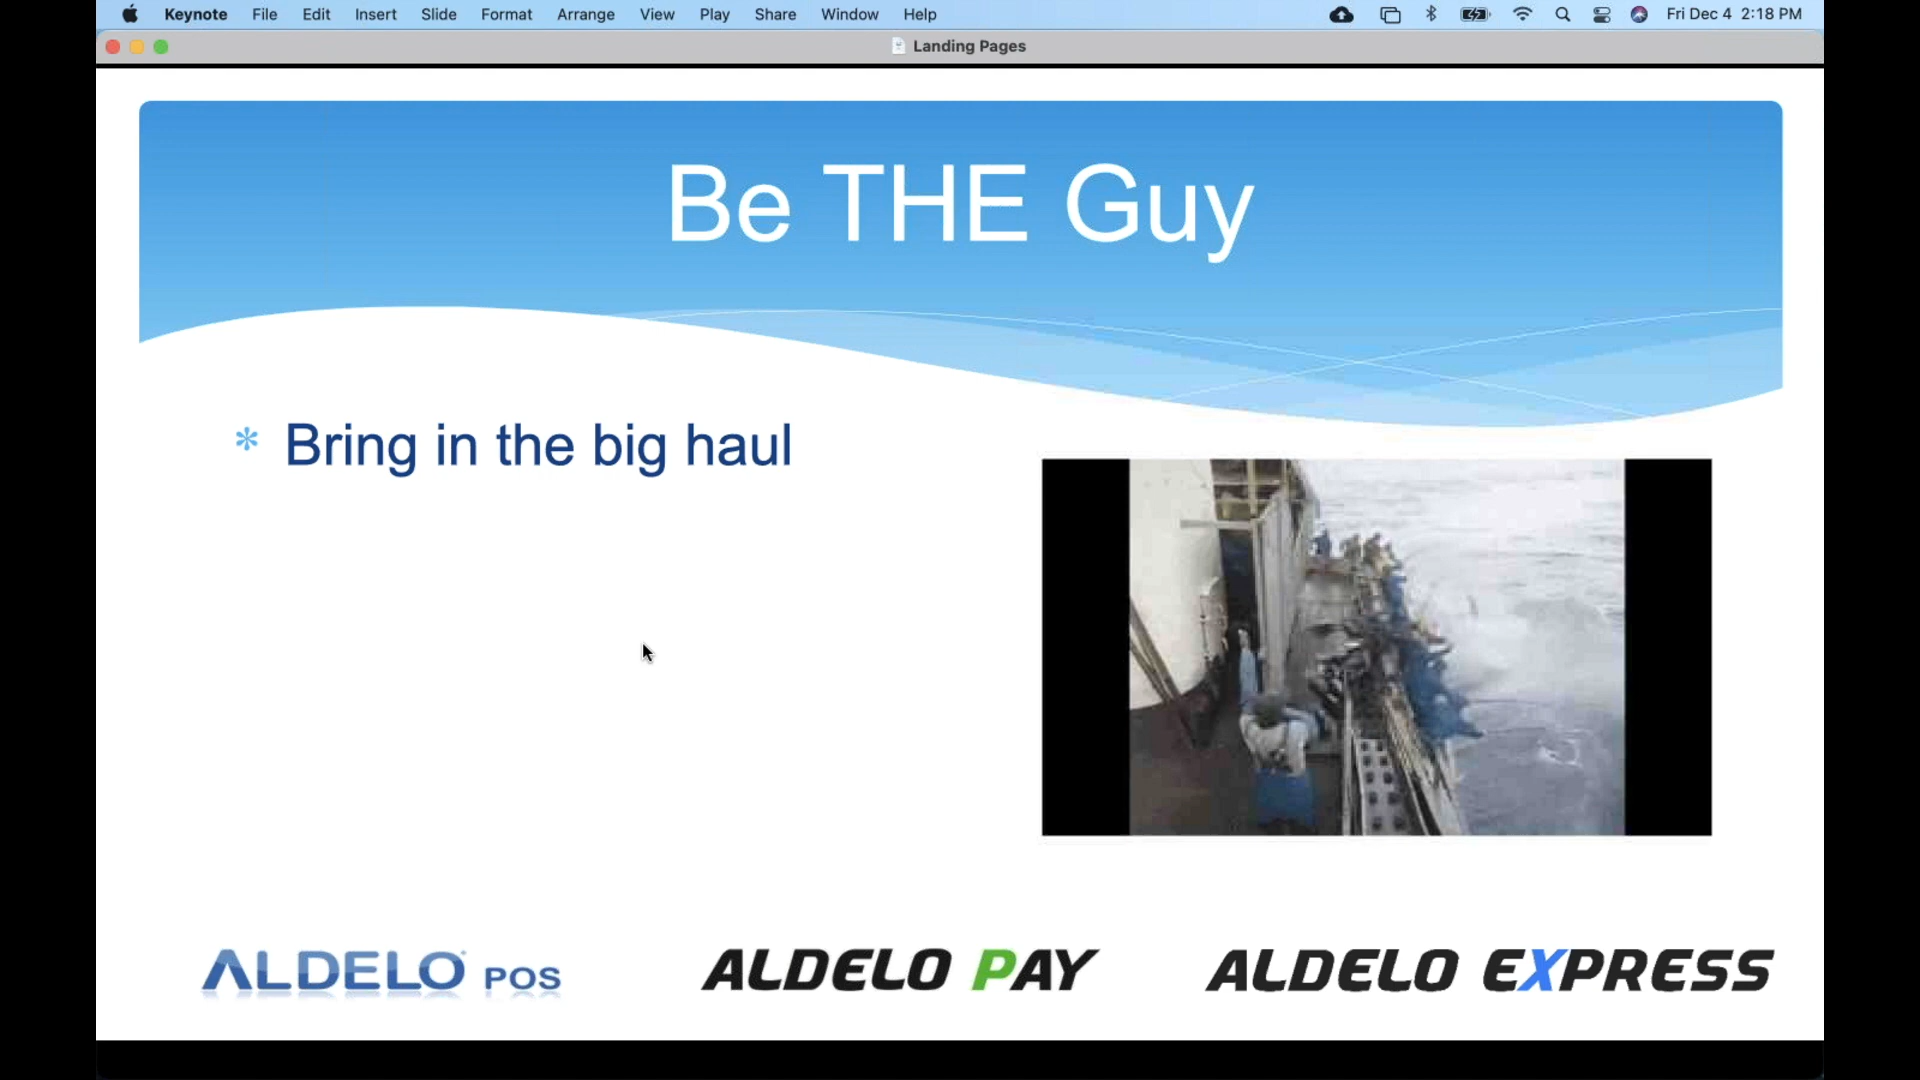 Keynote File Edit Insert Slide Format Arrange View Play Share Window Help Fri Dec 4 2:18 PM
Landing Pages
Be THE Guy
* Bring in the big haul
ALDELO POS ALDELO PAY ALDELO EXPRESS